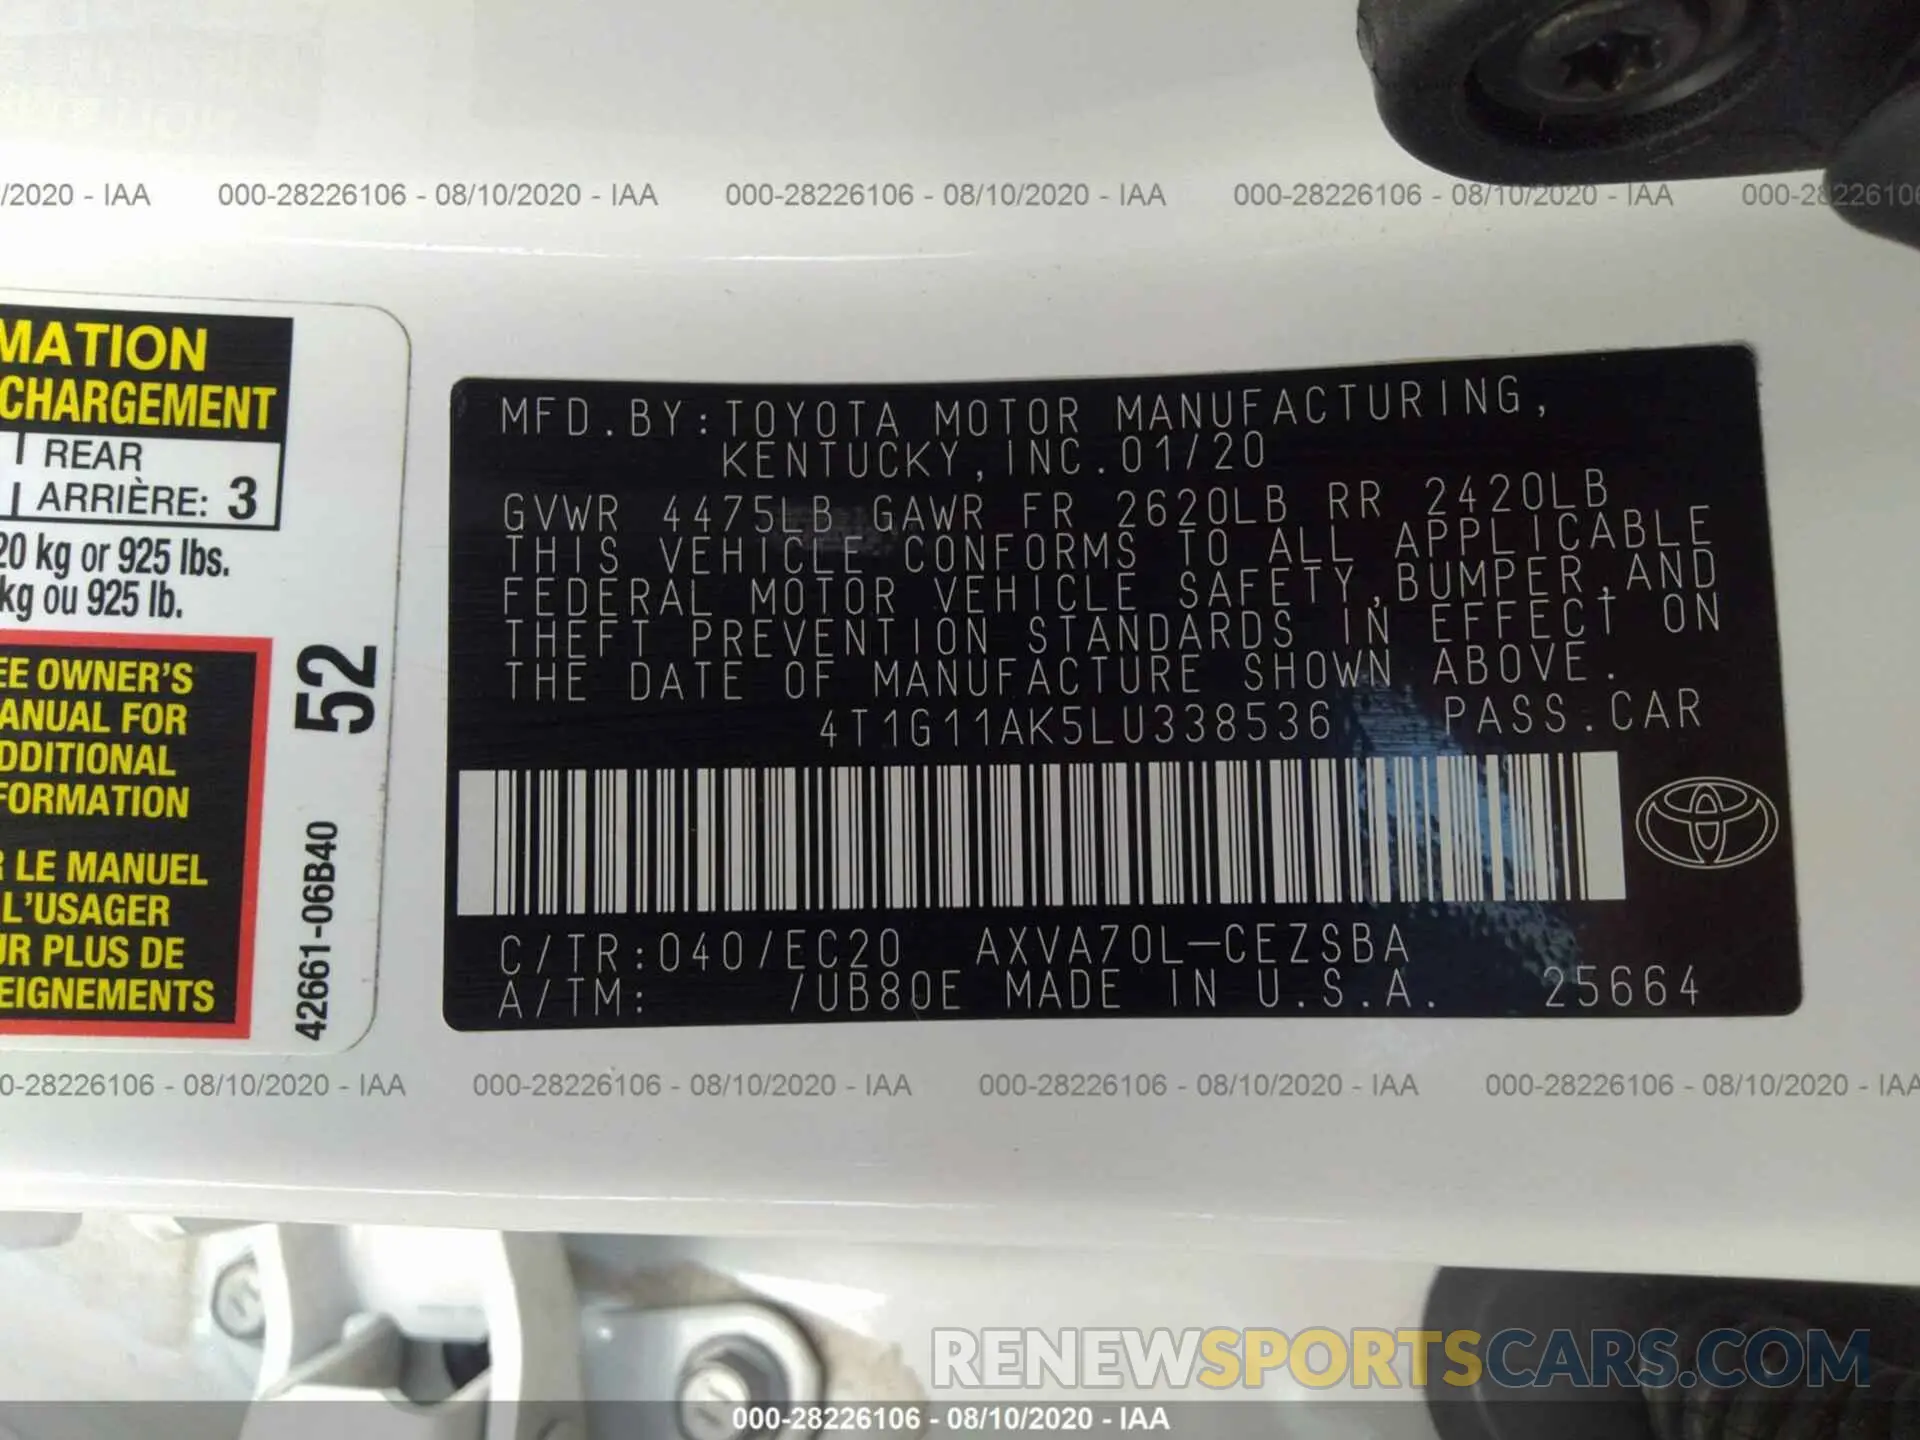 /2020 - IAA 000-28226106 - 08/10/2020 - IAA 000-28226106 - 08/10/2020 - IAA 000-28226106 - 08/10/2020 - IAA 000-2822610
MATION
CHARGEMENT
REAR
ARRIÈRE: 3
20 kg or 925 lbs.
kg ou 925 lb.
EE OWNER'S
ANUAL FOR
DDITIONAL
FORMATION
R LE MANUEL
L'USAGER
UR PLUS DE
EIGNEMENTS
52
42661-06B40
MFD.BY:TOYOTA MOTOR MANUFACTURING,
KENTUCKY,INC.01/20
GVWR 4475LB GAWR FR 2620LB RR 2420LB
THIS VEHICLE CONFORMS TO ALL APPLICABLE
FEDERAL MOTOR VEHICLE SAFETY,BUMPER,AND
THEFT PREVENTION STANDARDS IN EFFECT ON
THE DATE OF MANUFACTURE SHOWN ABOVE.
4T1G11AK5LU338536 PASS.CAR
C/TR:040/EC20 AXVA70L-CEZSBA
A/TM: /UB80E MADE IN U.S.A. 25664
0-28226106 - 08/10/2020 - IAA 000-28226106 - 08/10/2020 - IAA 000-28226106 - 08/10/2020 - IAA 000-28226106 - 08/10/2020 - IAA
RENEWSPORTSCARS.COM
000-28226106 - 08/10/2020 - IAA